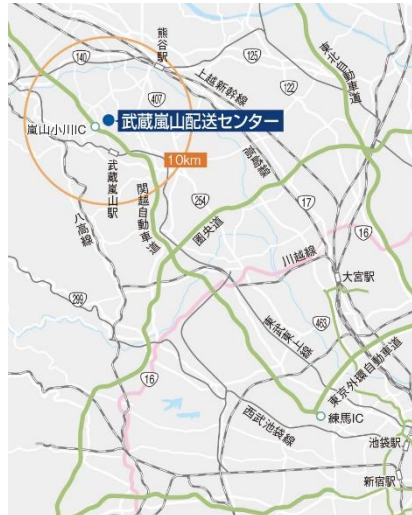 熊谷駅
140
125
上越新幹線
122
東北自動車道
407
武蔵嵐山配送センター
嵐山小川IC
高崎線
武蔵嵐山駅
10km
関越自動車道
254
圏央道
17
16
八高線
川越線
大宮駅
299
東武東上線
463
東京外環自動車道
16
西武池袋線
練馬IC
池袋駅
新宿駅